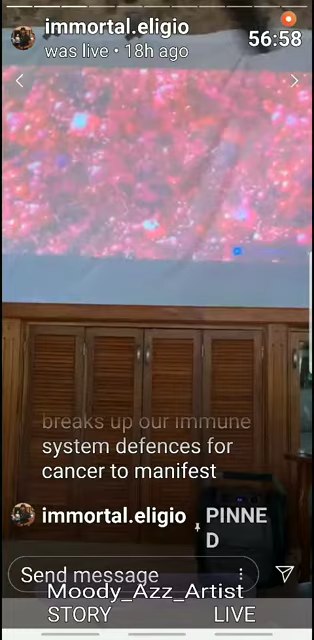 immortal.eligio
was live • 18h ago
56:58
breaks up our immune
system defences for
cancer to manifest
immortal.eligio PINNE
D
Send message
Moody_Azz_Artist
STORY LIVE